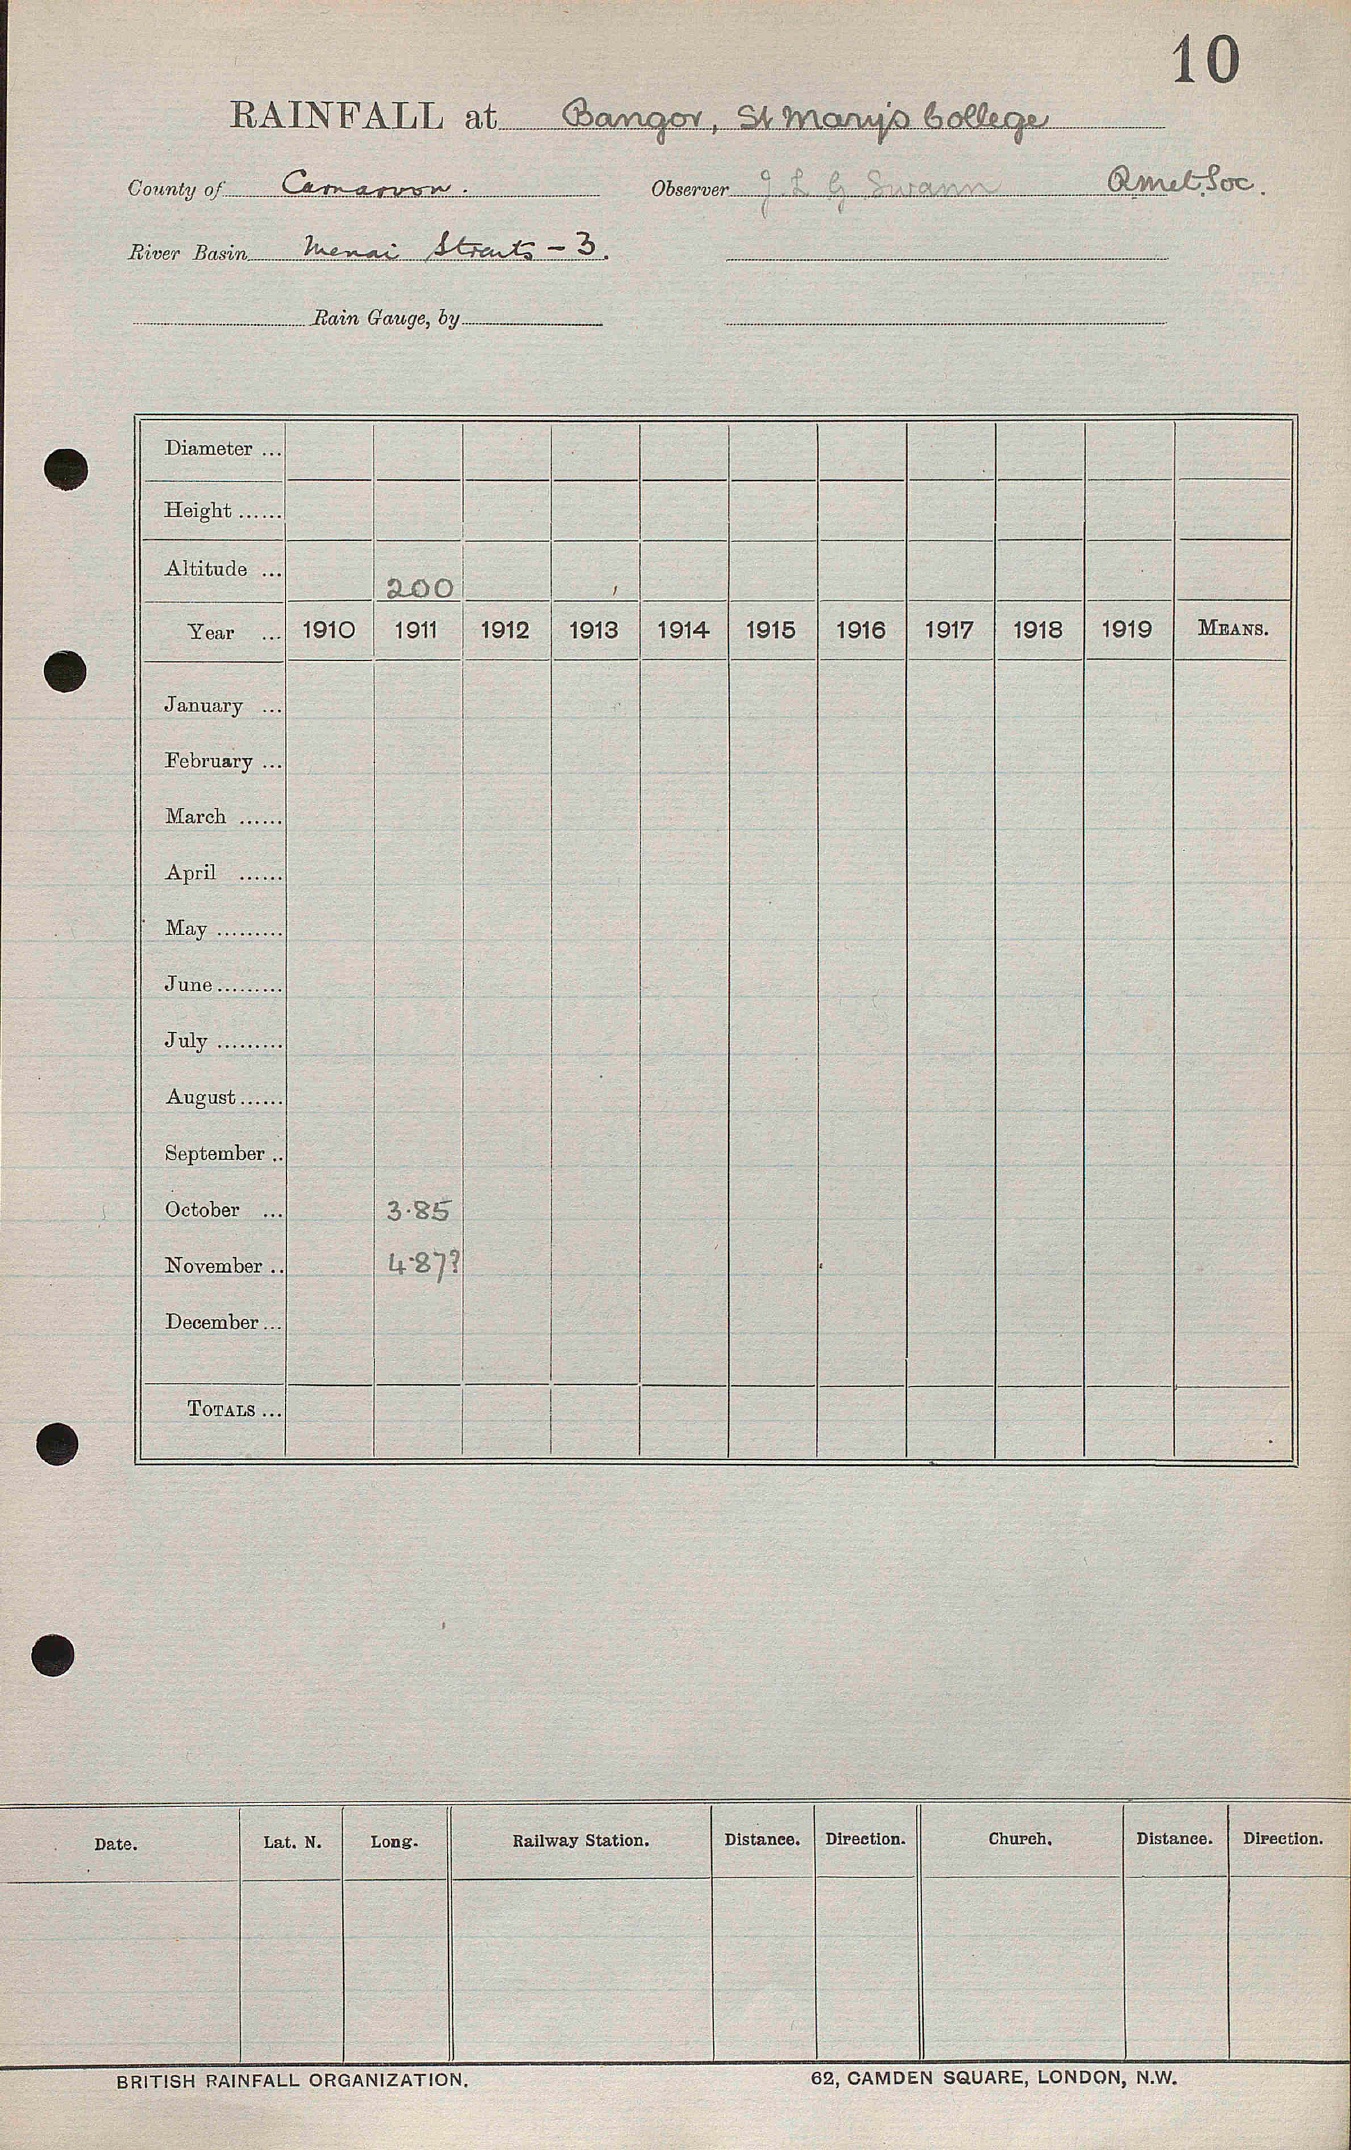 10
RAINFALL at Bangor, St Mary's College
County of Carnarvon. Observer J L G Swann R.Met.Soc.
River Basin Menai Straits - 3.
Rain Gauge, by
Diameter ...
Height ......
Altitude ... 200
Year ... 1910 1911 1912 1913 1914 1915 1916 1917 1918 1919 MEANS.
January ...
February ...
March ......
April ......
May .........
June .........
July .........
August ......
September ..
October ... 3.85
November .. 4.87?
December ...
TOTALS ...
Date. Lat. N. Long. Railway Station. Distance. Direction. Church. Distance. Direction.
BRITISH RAINFALL ORGANIZATION. 62, CAMDEN SQUARE, LONDON, N.W.